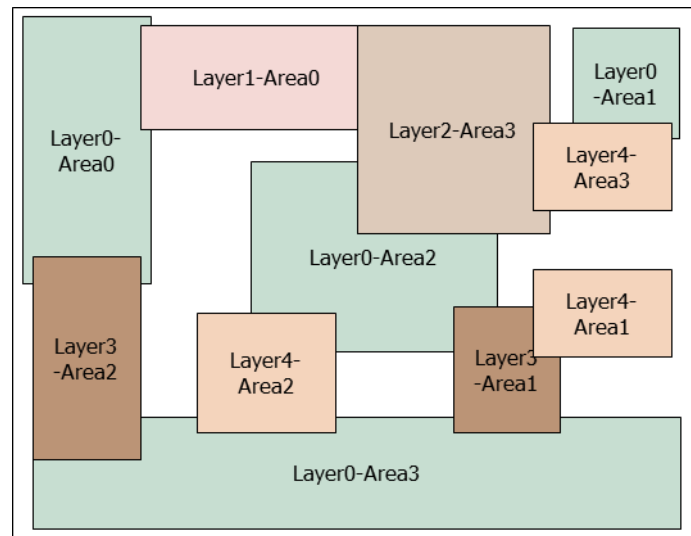 Layer1-Area0
Layer0
-Area1
Layer2-Area3
Layer0-
Area0
Layer4-
Area3
Layer0-Area2
Layer4-
Area1
Layer3
-Area2
Layer4-
Area2
Layer3
-Area1
Layer0-Area3